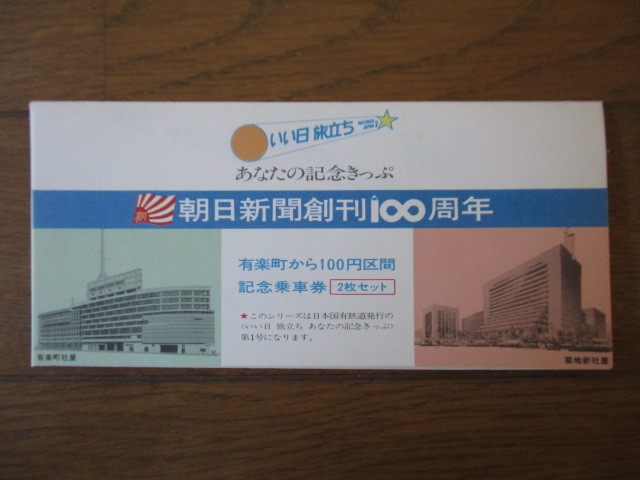 いい日 旅立ち
あなたの記念きっぷ
朝日新聞創刊100周年
有楽町から100円区間
記念乗車券 2枚セット
★このシリーズは日本国有鉄道発行の
〈いい日 旅立ち あなたの記念きっぷ〉
第1号になります。
有楽町社屋
築地新社屋